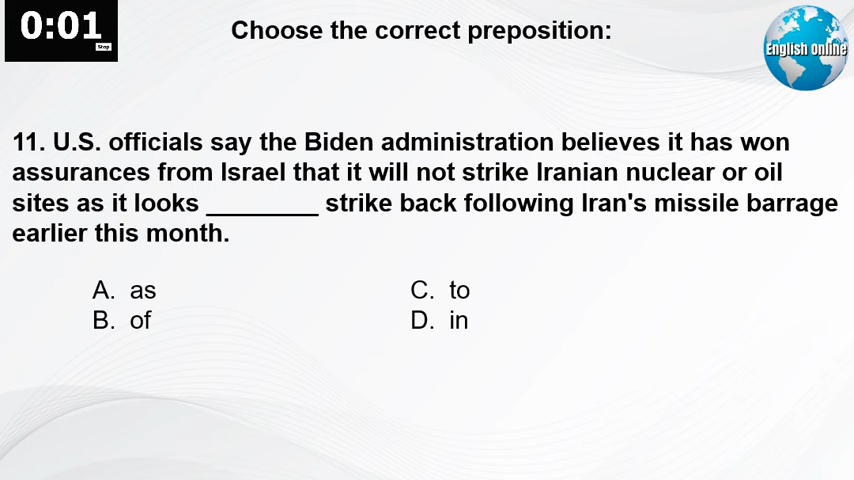 0:01
Stop
Choose the correct preposition:
English Online
11. U.S. officials say the Biden administration believes it has won
assurances from Israel that it will not strike Iranian nuclear or oil
sites as it looks ________ strike back following Iran's missile barrage
earlier this month.
A. as
B. of
C. to
D. in